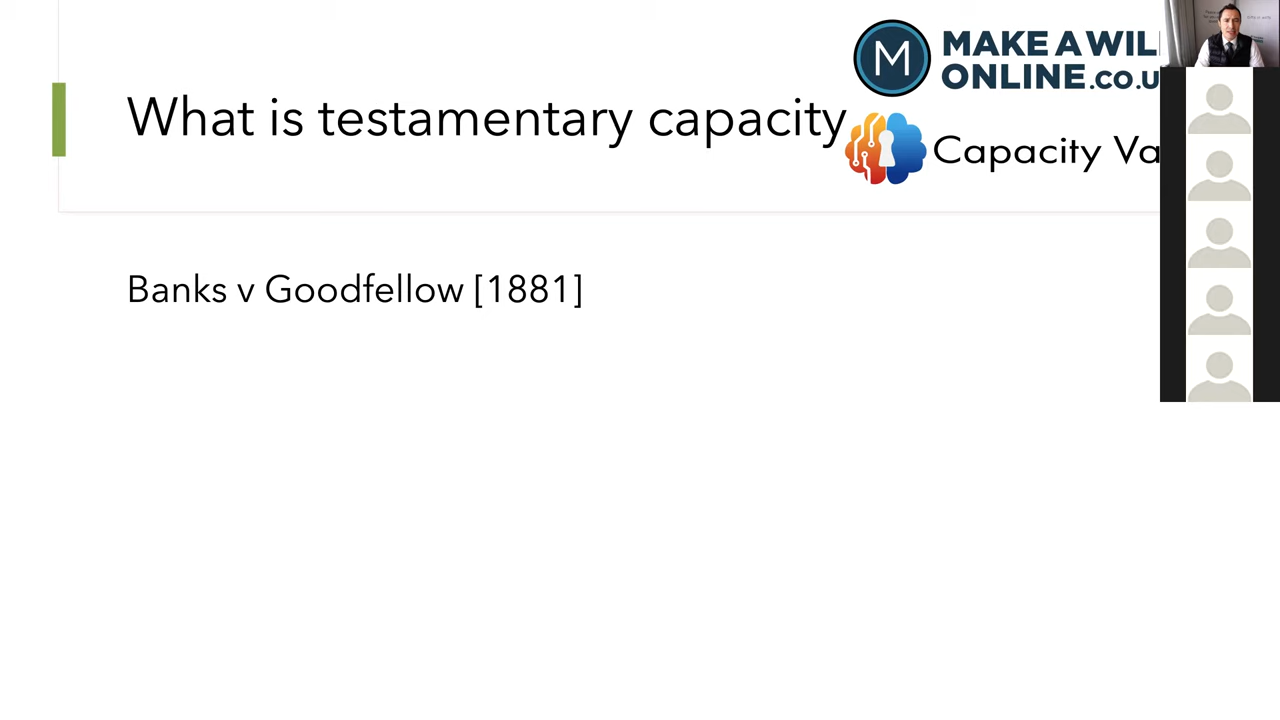 What is testamentary capacity
M
MAKE A WIL
ONLINE.co.u
Capacity Va
Banks v Goodfellow [1881]